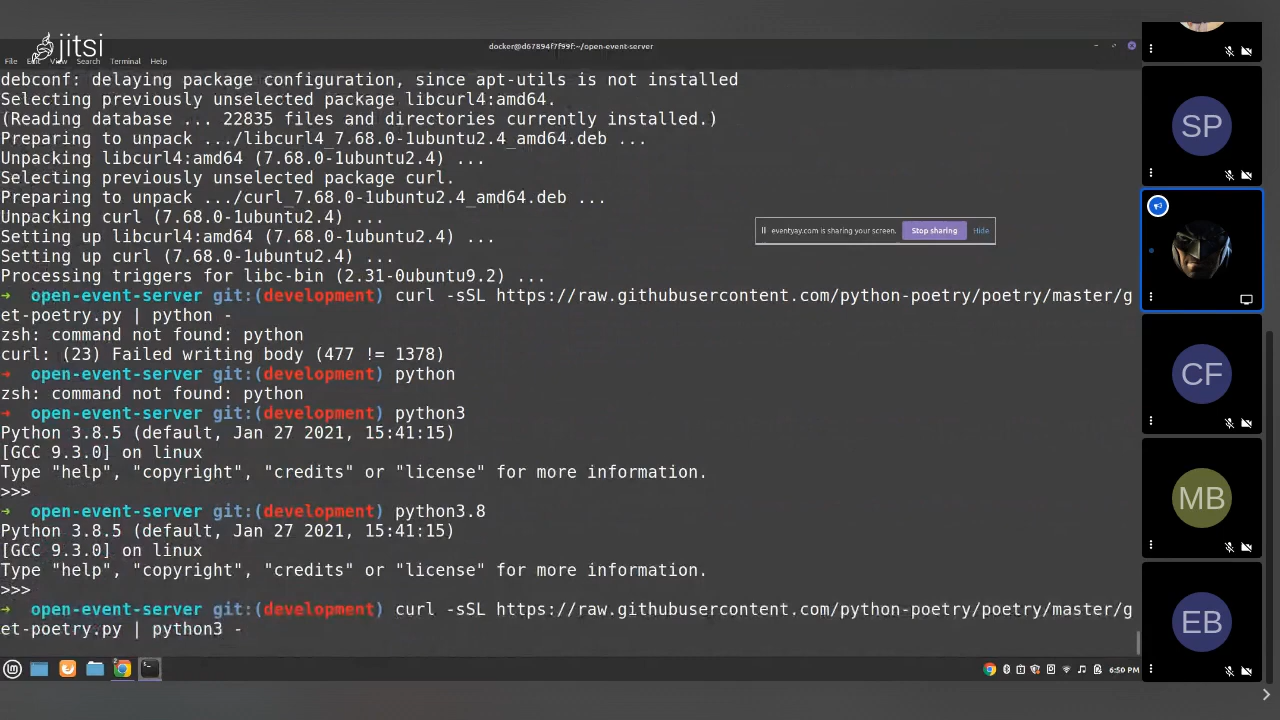 jitsi
docker@d67894f7f99f:~/open-event-server
File Edit View Search Terminal Help
debconf: delaying package configuration, since apt-utils is not installed
Selecting previously unselected package libcurl4:amd64.
(Reading database ... 22835 files and directories currently installed.)
Preparing to unpack .../libcurl4_7.68.0-1ubuntu2.4_amd64.deb ...
Unpacking libcurl4:amd64 (7.68.0-1ubuntu2.4) ...
Selecting previously unselected package curl.
Preparing to unpack .../curl_7.68.0-1ubuntu2.4_amd64.deb ...
Unpacking curl (7.68.0-1ubuntu2.4) ...
Setting up libcurl4:amd64 (7.68.0-1ubuntu2.4) ...
Setting up curl (7.68.0-1ubuntu2.4) ...
Processing triggers for libc-bin (2.31-0ubuntu9.2) ...
➜ open-event-server git:(development) curl -sSL https://raw.githubusercontent.com/python-poetry/poetry/master/g
et-poetry.py | python -
zsh: command not found: python
curl: (23) Failed writing body (477 != 1378)
➜ open-event-server git:(development) python
zsh: command not found: python
➜ open-event-server git:(development) python3
Python 3.8.5 (default, Jan 27 2021, 15:41:15)
[GCC 9.3.0] on linux
Type "help", "copyright", "credits" or "license" for more information.
>>>
➜ open-event-server git:(development) python3.8
Python 3.8.5 (default, Jan 27 2021, 15:41:15)
[GCC 9.3.0] on linux
Type "help", "copyright", "credits" or "license" for more information.
>>>
➜ open-event-server git:(development) curl -sSL https://raw.githubusercontent.com/python-poetry/poetry/master/g
et-poetry.py | python3 -
eventyay.com is sharing your screen. Stop sharing Hide
6:50 PM
SP
CF
MB
EB